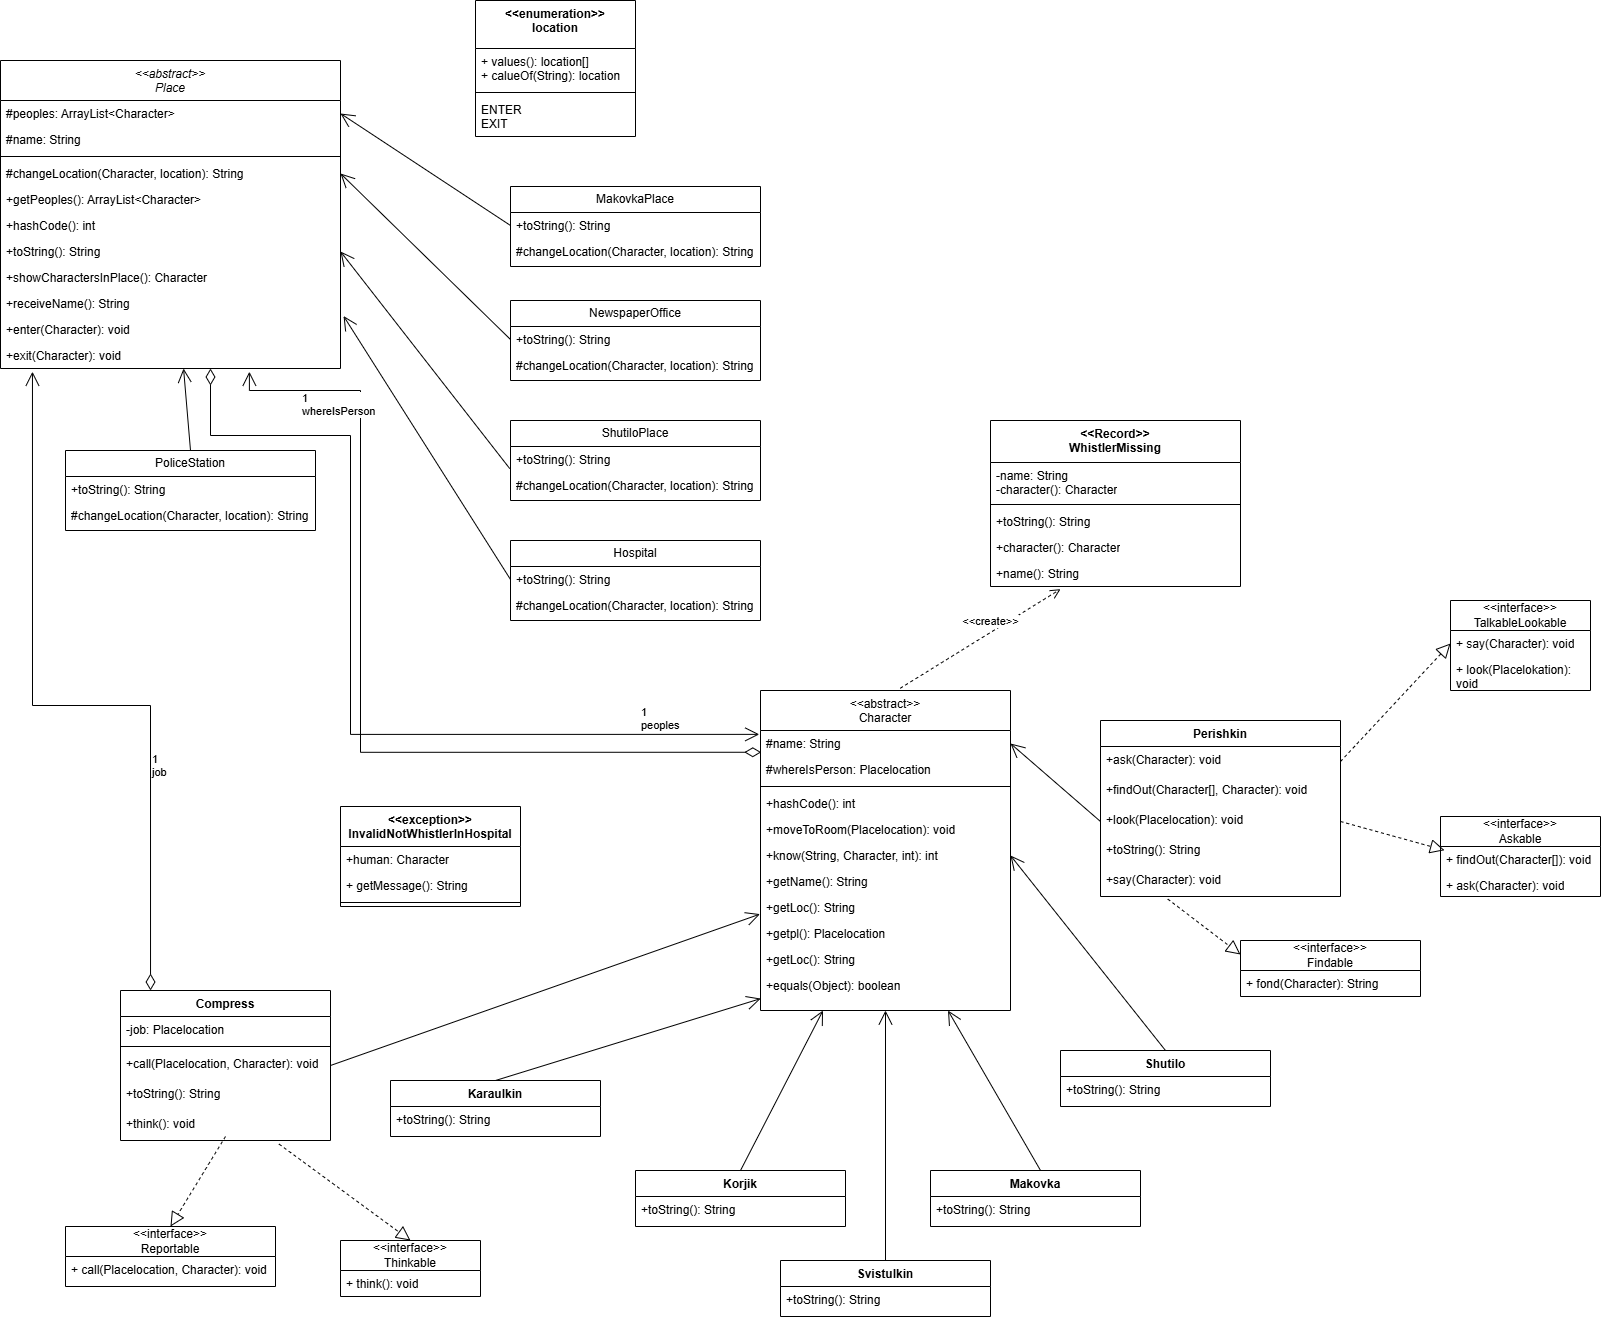 <<enumeration>>
location
+ values(): location[]
+ calueOf(String): location
ENTER
EXIT
<<abstract>>
Place
#peoples: ArrayList<Character>
#name: String
#changeLocation(Character, location): String
+getPeoples(): ArrayList<Character>
+hashCode(): int
+toString(): String
+showCharactersInPlace(): Character
+receiveName(): String
+enter(Character): void
+exit(Character): void
MakovkaPlace
+toString(): String
#changeLocation(Character, location): String
NewspaperOffice
+toString(): String
#changeLocation(Character, location): String
1
whereIsPerson
ShutiloPlace
+toString(): String
#changeLocation(Character, location): String
PoliceStation
+toString(): String
#changeLocation(Character, location): String
Hospital
+toString(): String
#changeLocation(Character, location): String
<<Record>>
WhistlerMissing
-name: String
-character(): Character
+toString(): String
+character(): Character
+name(): String
<<create>>
<<interface>>
TalkableLookable
+ say(Character): void
+ look(Placelokation):
void
1
peoples
<<abstract>>
Character
#name: String
#whereIsPerson: Placelocation
+hashCode(): int
+moveToRoom(Placelocation): void
+know(String, Character, int): int
+getName(): String
+getLoc(): String
+getpl(): Placelocation
+getLoc(): String
+equals(Object): boolean
Perishkin
+ask(Character): void
+findOut(Character[], Character): void
+look(Placelocation): void
+toString(): String
+say(Character): void
1
job
<<exception>>
InvalidNotWhistlerInHospital
+human: Character
+ getMessage(): String
<<interface>>
Askable
+ findOut(Character[]): void
+ ask(Character): void
<<interface>>
Findable
+ fond(Character): String
Compress
-job: Placelocation
+call(Placelocation, Character): void
+toString(): String
+think(): void
Karaulkin
+toString(): String
Shutilo
+toString(): String
Korjik
+toString(): String
Makovka
+toString(): String
<<interface>>
Reportable
+ call(Placelocation, Character): void
<<interface>>
Thinkable
+ think(): void
Svistulkin
+toString(): String